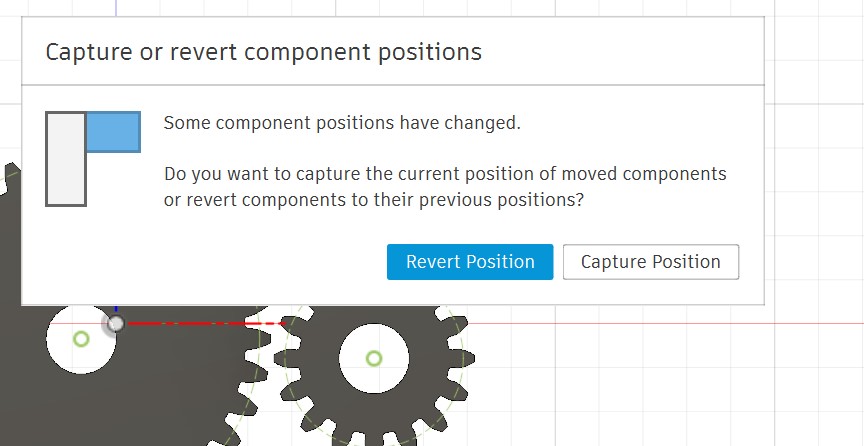 Capture or revert component positions
Some component positions have changed.
Do you want to capture the current position of moved components
or revert components to their previous positions?
Revert Position
Capture Position